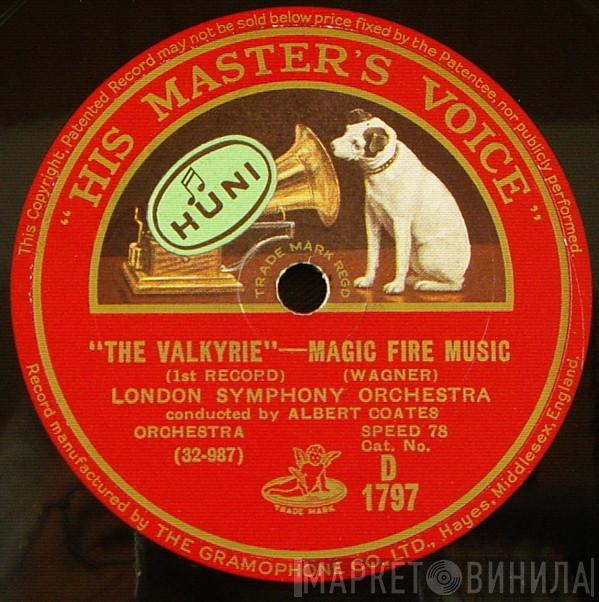 This Copyright, Patented Record may not be sold below price fixed by the Patentee, nor publicly performed.
"HIS MASTER'S VOICE"
HUNI
TRADE MARK REGD
"THE VALKYRIE"—MAGIC FIRE MUSIC
(1st RECORD) (WAGNER)
LONDON SYMPHONY ORCHESTRA
conducted by ALBERT COATES
ORCHESTRA SPEED 78
Cat. No.
(32-987) D
1797
TRADE MARK
Record manufactured by THE GRAMOPHONE CO., LTD., Hayes, Middlesex, England.
МАРКЕТ ВИНИЛА